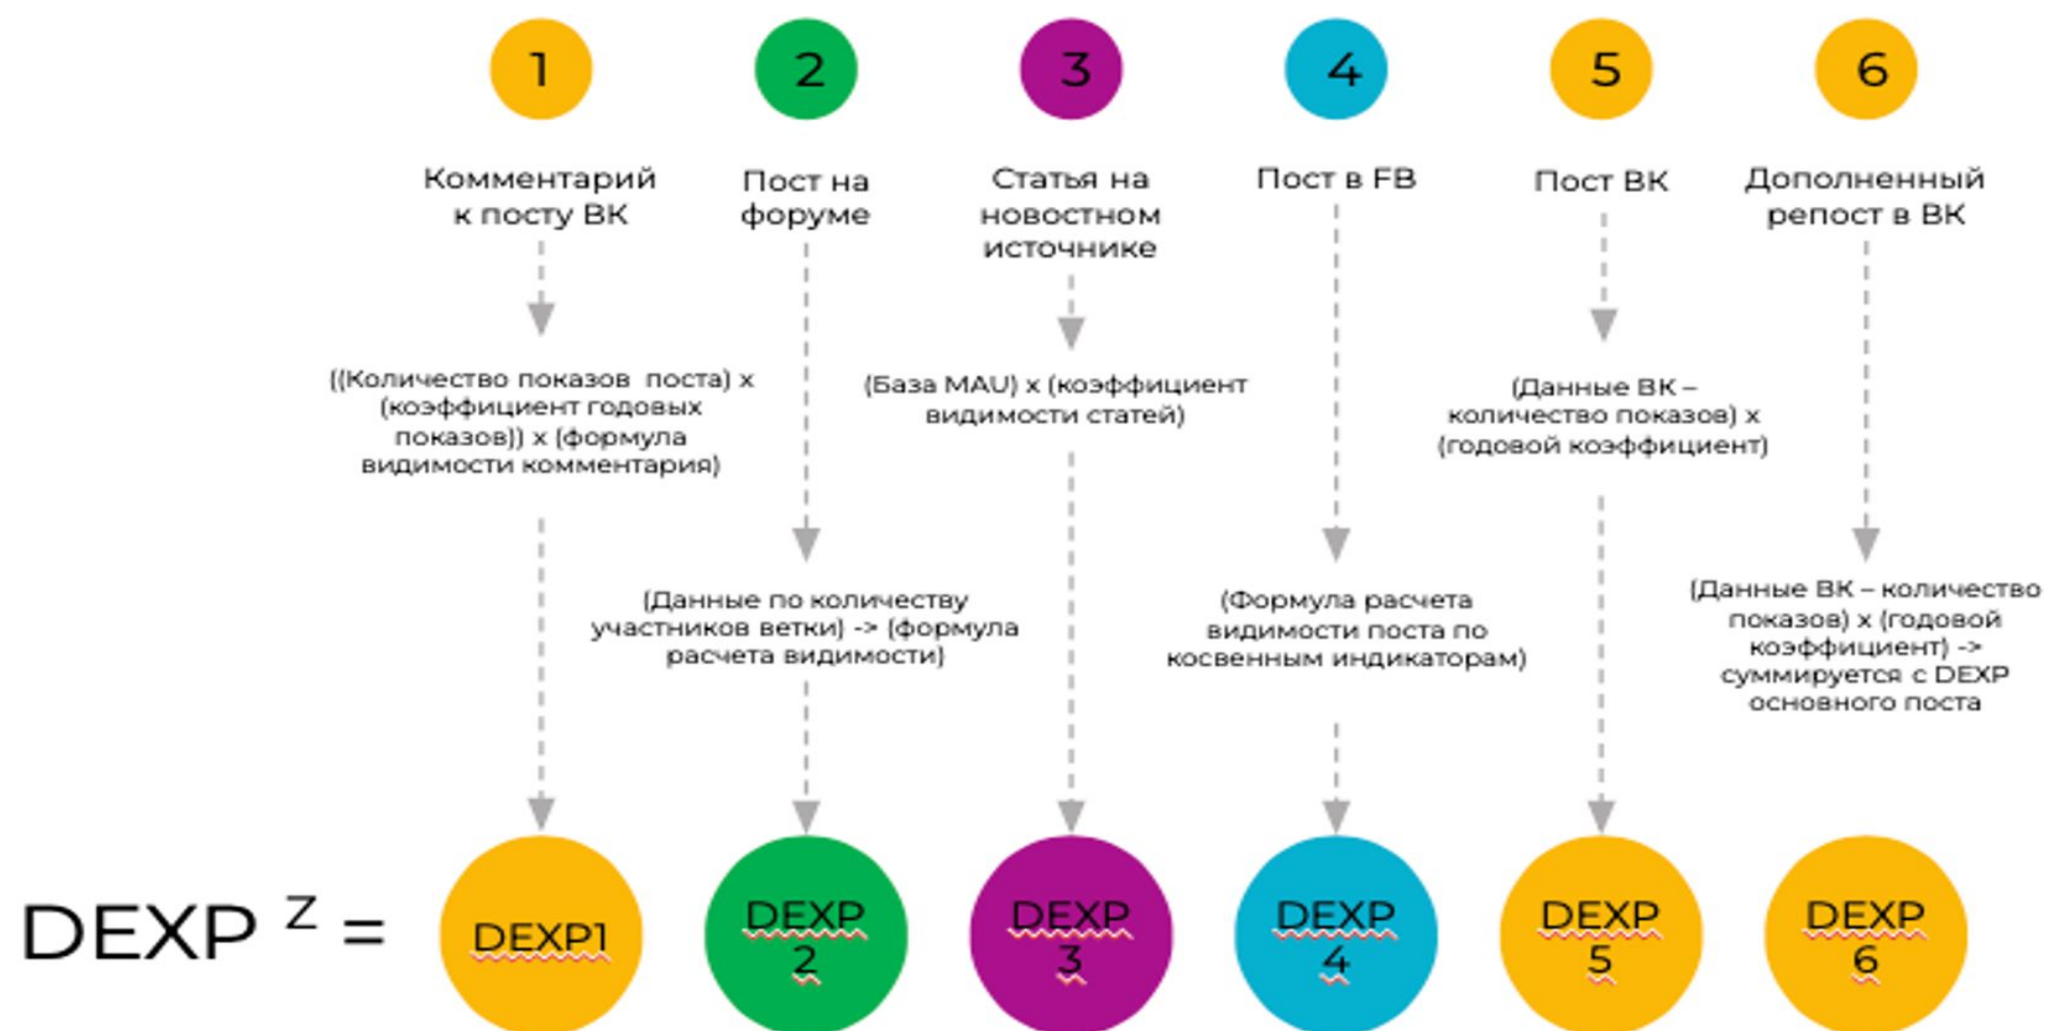 1
2
3
4
5
6
Комментарий
к посту ВК
Пост на
форуме
Статья на
новостном
источнике
Пост в FB
Пост ВК
Дополненный
репост в ВК
((Количество показов поста) x
(коэффициент годовых
показов)) x (формула
видимости комментария)
(База MAU) x (коэффициент
видимости статей)
(Данные ВК –
количество показов) x
(годовой коэффициент)
(Данные по количеству
участников ветки) -> (формула
расчета видимости)
(Формула расчета
видимости поста по
косвенным индикаторам)
(Данные ВК – количество
показов) x (годовой
коэффициент) ->
суммируется с DEXP
основного поста
DEXP Z =
DEXP1
DEXP
2
DEXP
3
DEXP
4
DEXP
5
DEXP
6